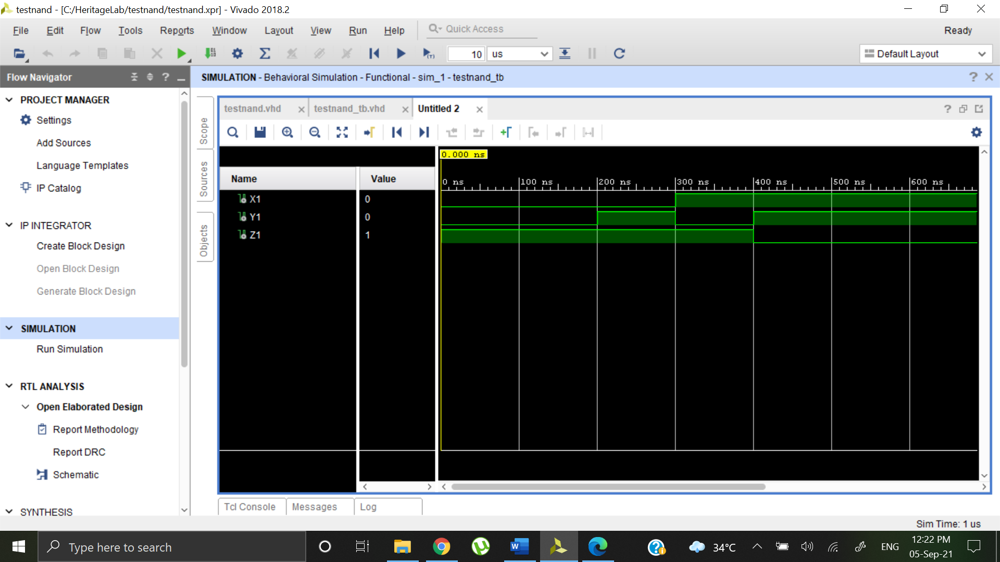 testnand - [C:/HeritageLab/testnand/testnand.xpr] - Vivado 2018.2
File Edit Flow Tools Reports Window Layout View Run Help Quick Access Ready
10 us Default Layout
Flow Navigator
SIMULATION - Behavioral Simulation - Functional - sim_1 - testnand_tb
PROJECT MANAGER
Settings
Add Sources
Language Templates
IP Catalog
IP INTEGRATOR
Create Block Design
Open Block Design
Generate Block Design
SIMULATION
Run Simulation
RTL ANALYSIS
Open Elaborated Design
Report Methodology
Report DRC
Schematic
SYNTHESIS
Scope
Sources
Objects
testnand.vhd testnand_tb.vhd Untitled 2
0.000 ns
Name Value
0 ns 100 ns 200 ns 300 ns 400 ns 500 ns 600 ns
X1 0
Y1 0
Z1 1
Tcl Console Messages Log
Sim Time: 1 us
Type here to search
34°C ENG
12:22 PM
05-Sep-21